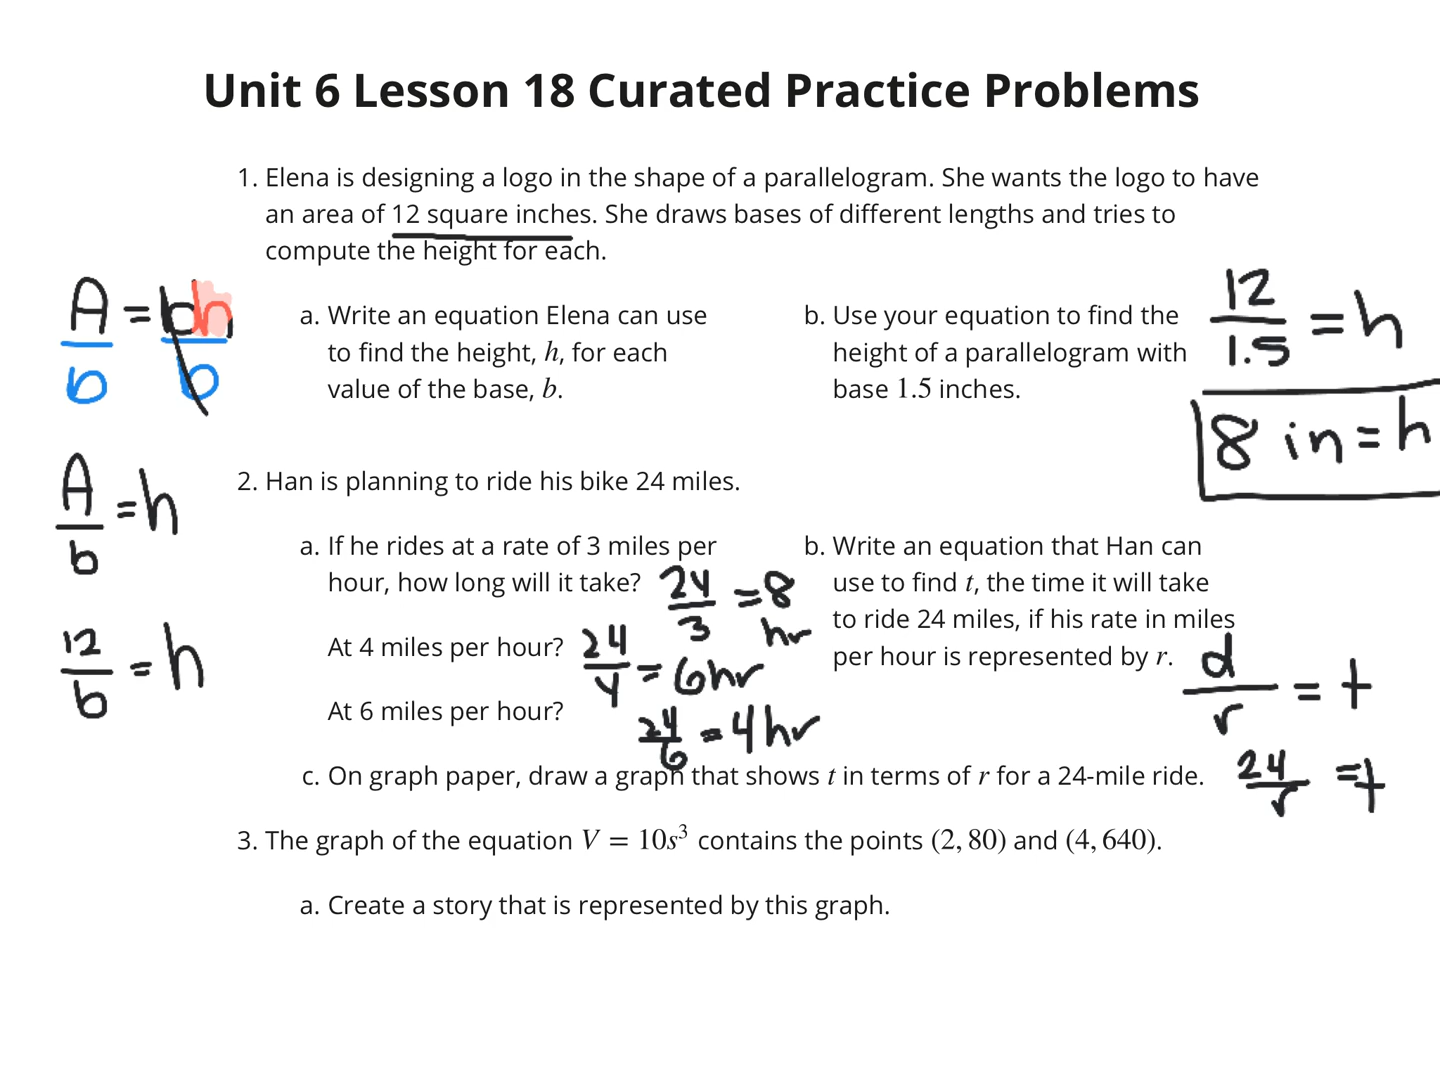 Unit 6 Lesson 18 Curated Practice Problems
1. Elena is designing a logo in the shape of a parallelogram. She wants the logo to have
an area of 12 square inches. She draws bases of different lengths and tries to
compute the height for each.
A/b = bh/b
A/b = h
12/b = h
a. Write an equation Elena can use
to find the height, h, for each
value of the base, b.
b. Use your equation to find the
height of a parallelogram with
base 1.5 inches.
12/1.5 = h
8 in = h
2. Han is planning to ride his bike 24 miles.
a. If he rides at a rate of 3 miles per
hour, how long will it take? 24/3 = 8 hr
At 4 miles per hour? 24/4 = 6hr
At 6 miles per hour? 24/6 = 4hr
b. Write an equation that Han can
use to find t, the time it will take
to ride 24 miles, if his rate in miles
per hour is represented by r. d/r = t
24/r = t
c. On graph paper, draw a graph that shows t in terms of r for a 24-mile ride.
3. The graph of the equation V = 10s³ contains the points (2, 80) and (4, 640).
a. Create a story that is represented by this graph.